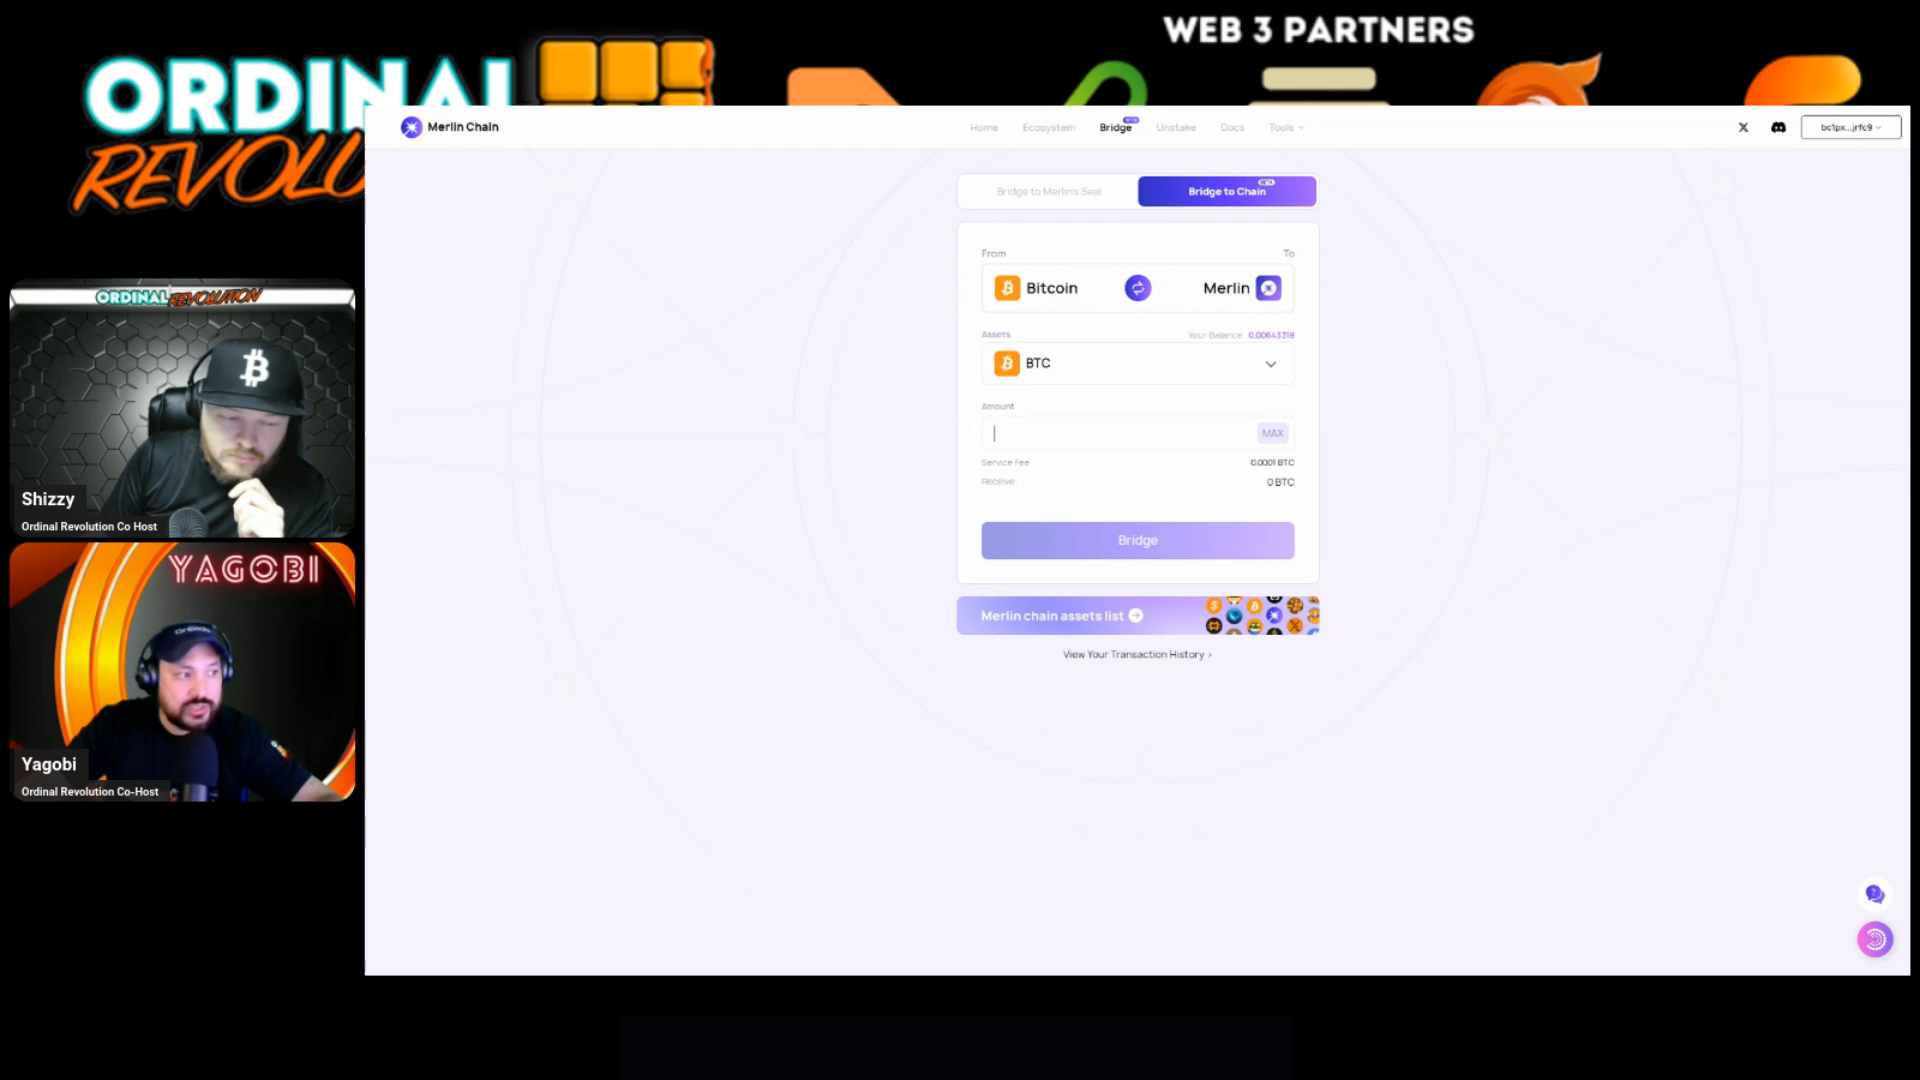 WEB 3 PARTNERS
ORDINAL
REVOLU
Merlin Chain
Home
Ecosystem
Bridge
BETA
Unstake
Docs
Tools
bc1px...jrfc9
Bridge to Merlin's Seal
Bridge to Chain
From
To
Bitcoin
Merlin
Assets
Your Balance: 0.00643318
BTC
Amount
MAX
Service Fee
0.0001 BTC
Receive:
0 BTC
Bridge
Merlin chain assets list
View Your Transaction History >
ORDINAL REVOLUTION
Shizzy
Ordinal Revolution Co Host
YAGOBI
Yagobi
Ordinal Revolution Co-Host